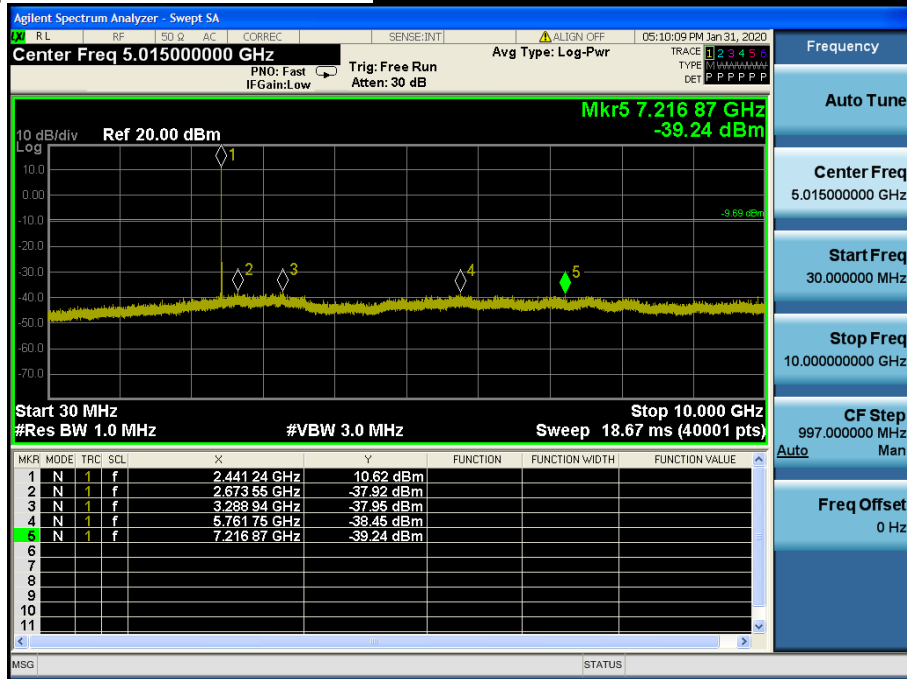 Agilent Spectrum Analyzer - Swept SA
LXI RL RF 50 Ω AC CORREC SENSE:INT ALIGN OFF 05:10:09 PM Jan 31, 2020
Center Freq 5.015000000 GHz
PNO: Fast
IFGain:Low
Trig: Free Run
Atten: 30 dB
Avg Type: Log-Pwr
TRACE 1 2 3 4 5 6
TYPE M WWWWW
DET P P P P P P
Mkr5 7.216 87 GHz
-39.24 dBm
10 dB/div Ref 20.00 dBm
Log
10.0
0.00
-10.0
-20.0
-30.0
-40.0
-50.0
-60.0
-70.0
1
2
3
4
5
-9.69 dBm
Start 30 MHz Stop 10.000 GHz
#Res BW 1.0 MHz #VBW 3.0 MHz Sweep 18.67 ms (40001 pts)
MKR MODE TRC SCL X Y FUNCTION FUNCTION WIDTH FUNCTION VALUE
1 N 1 f 2.441 24 GHz 10.62 dBm
2 N 1 f 2.673 55 GHz -37.92 dBm
3 N 1 f 3.288 94 GHz -37.95 dBm
4 N 1 f 5.761 75 GHz -38.45 dBm
5 N 1 f 7.216 87 GHz -39.24 dBm
6
7
8
9
10
11
MSG STATUS
Frequency
Auto Tune
Center Freq
5.015000000 GHz
Start Freq
30.000000 MHz
Stop Freq
10.000000000 GHz
CF Step
997.000000 MHz
Auto Man
Freq Offset
0 Hz